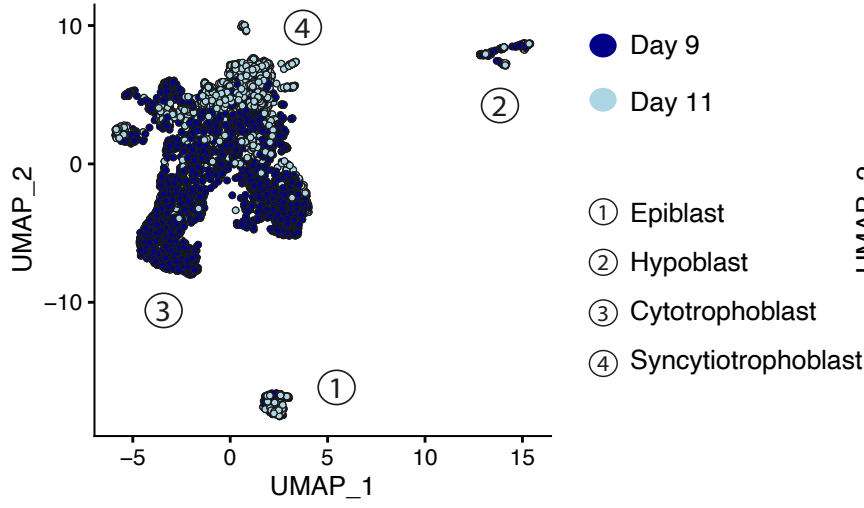 10
0
−10
UMAP_2
−5 0 5 10 15
UMAP_1
4
2
3
1
Day 9
Day 11
1 Epiblast
2 Hypoblast
3 Cytotrophoblast
4 Syncytiotrophoblast